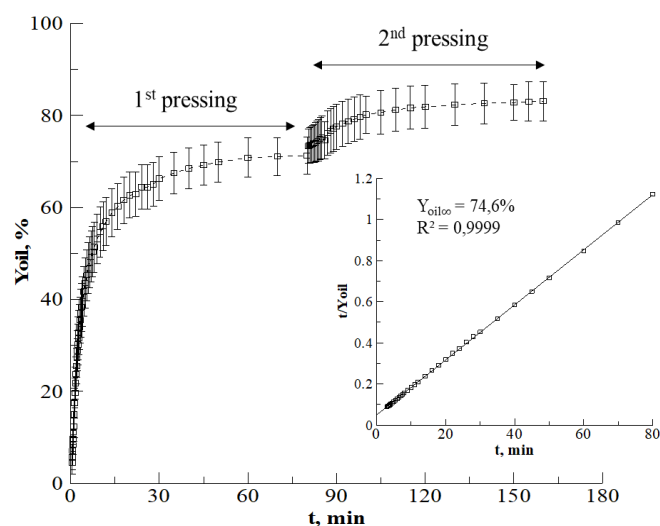 100
2nd pressing
1st pressing
80
60
40
20
0
Yoil, %
0 30 60 90 120 150 180
t, min
Yoil∞ = 74,6%
R2 = 0,9999
1.2
1
0.8
0.6
0.4
0.2
0
t/Yoil
0 20 40 60 80
t, min